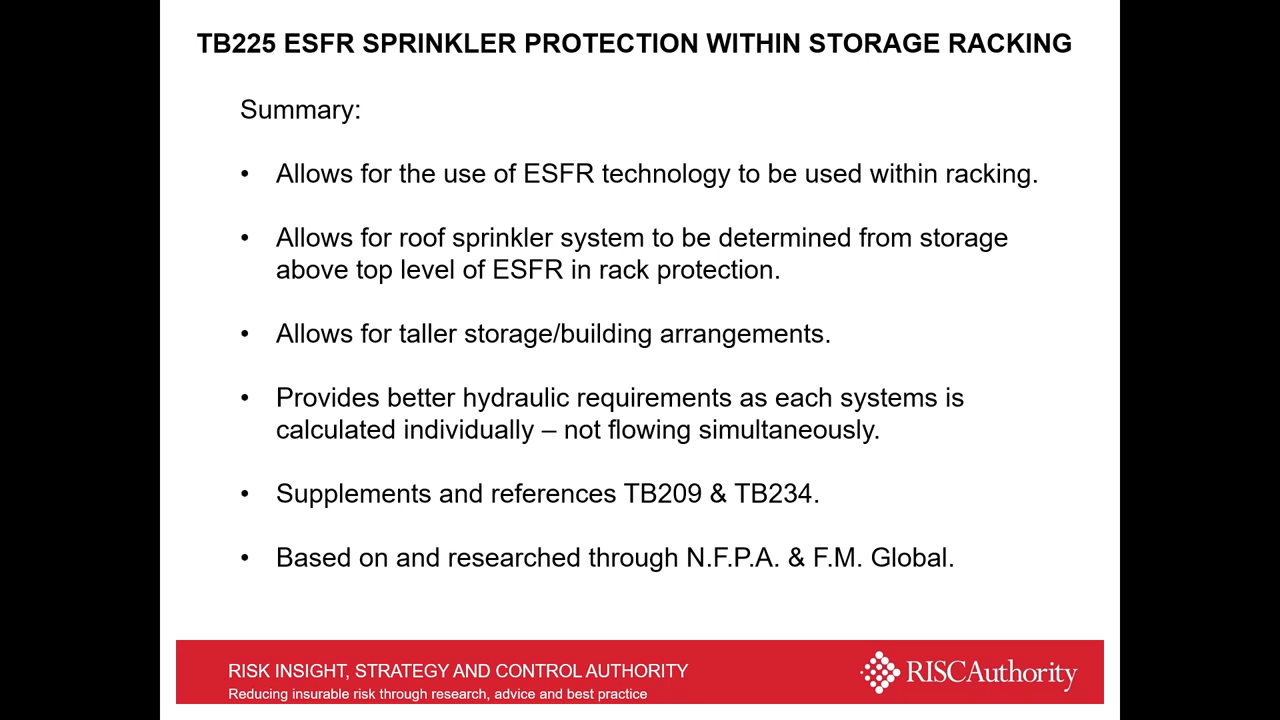 TB225 ESFR SPRINKLER PROTECTION WITHIN STORAGE RACKING
Summary:
• Allows for the use of ESFR technology to be used within racking.
• Allows for roof sprinkler system to be determined from storage
above top level of ESFR in rack protection.
• Allows for taller storage/building arrangements.
• Provides better hydraulic requirements as each systems is
calculated individually – not flowing simultaneously.
• Supplements and references TB209 & TB234.
• Based on and researched through N.F.P.A. & F.M. Global.
RISK INSIGHT, STRATEGY AND CONTROL AUTHORITY
Reducing insurable risk through research, advice and best practice
RISCAuthority